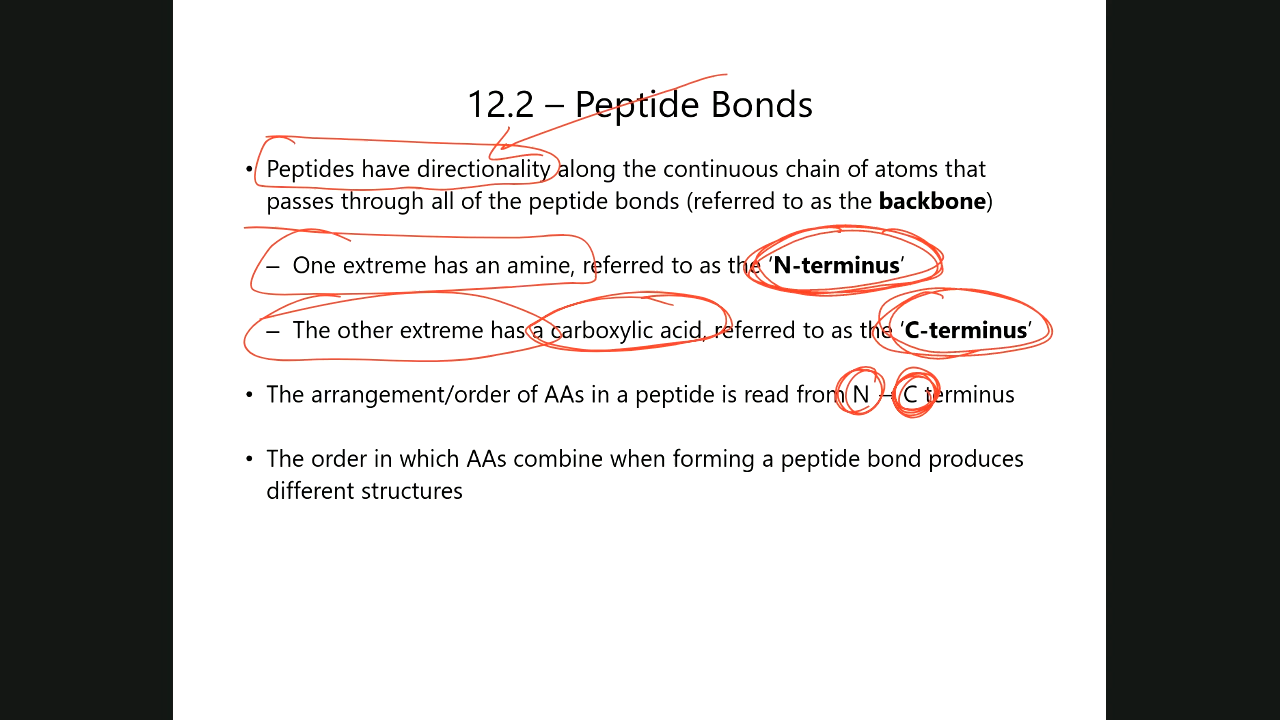 12.2 – Peptide Bonds
• Peptides have directionality along the continuous chain of atoms that
passes through all of the peptide bonds (referred to as the backbone)
– One extreme has an amine, referred to as the ‘N-terminus’
– The other extreme has a carboxylic acid, referred to as the ‘C-terminus’
• The arrangement/order of AAs in a peptide is read from N – C terminus
• The order in which AAs combine when forming a peptide bond produces
different structures